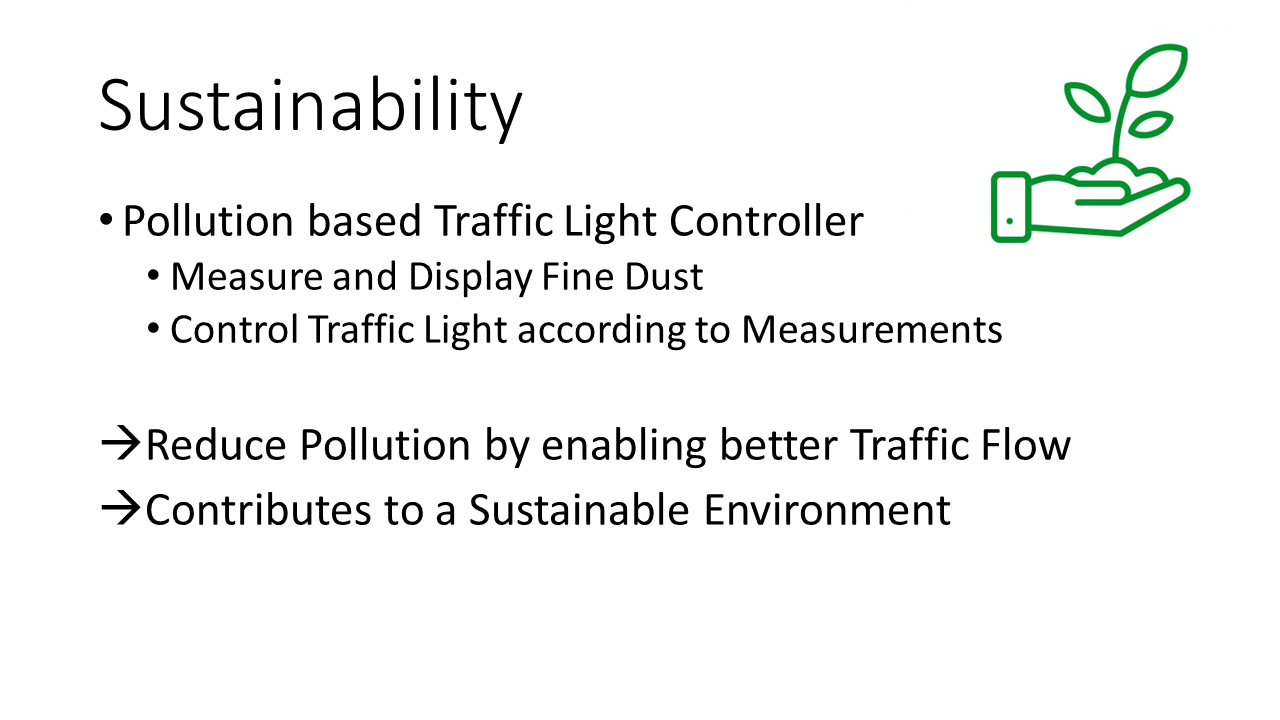 Sustainability
• Pollution based Traffic Light Controller
• Measure and Display Fine Dust
• Control Traffic Light according to Measurements
→Reduce Pollution by enabling better Traffic Flow
→Contributes to a Sustainable Environment